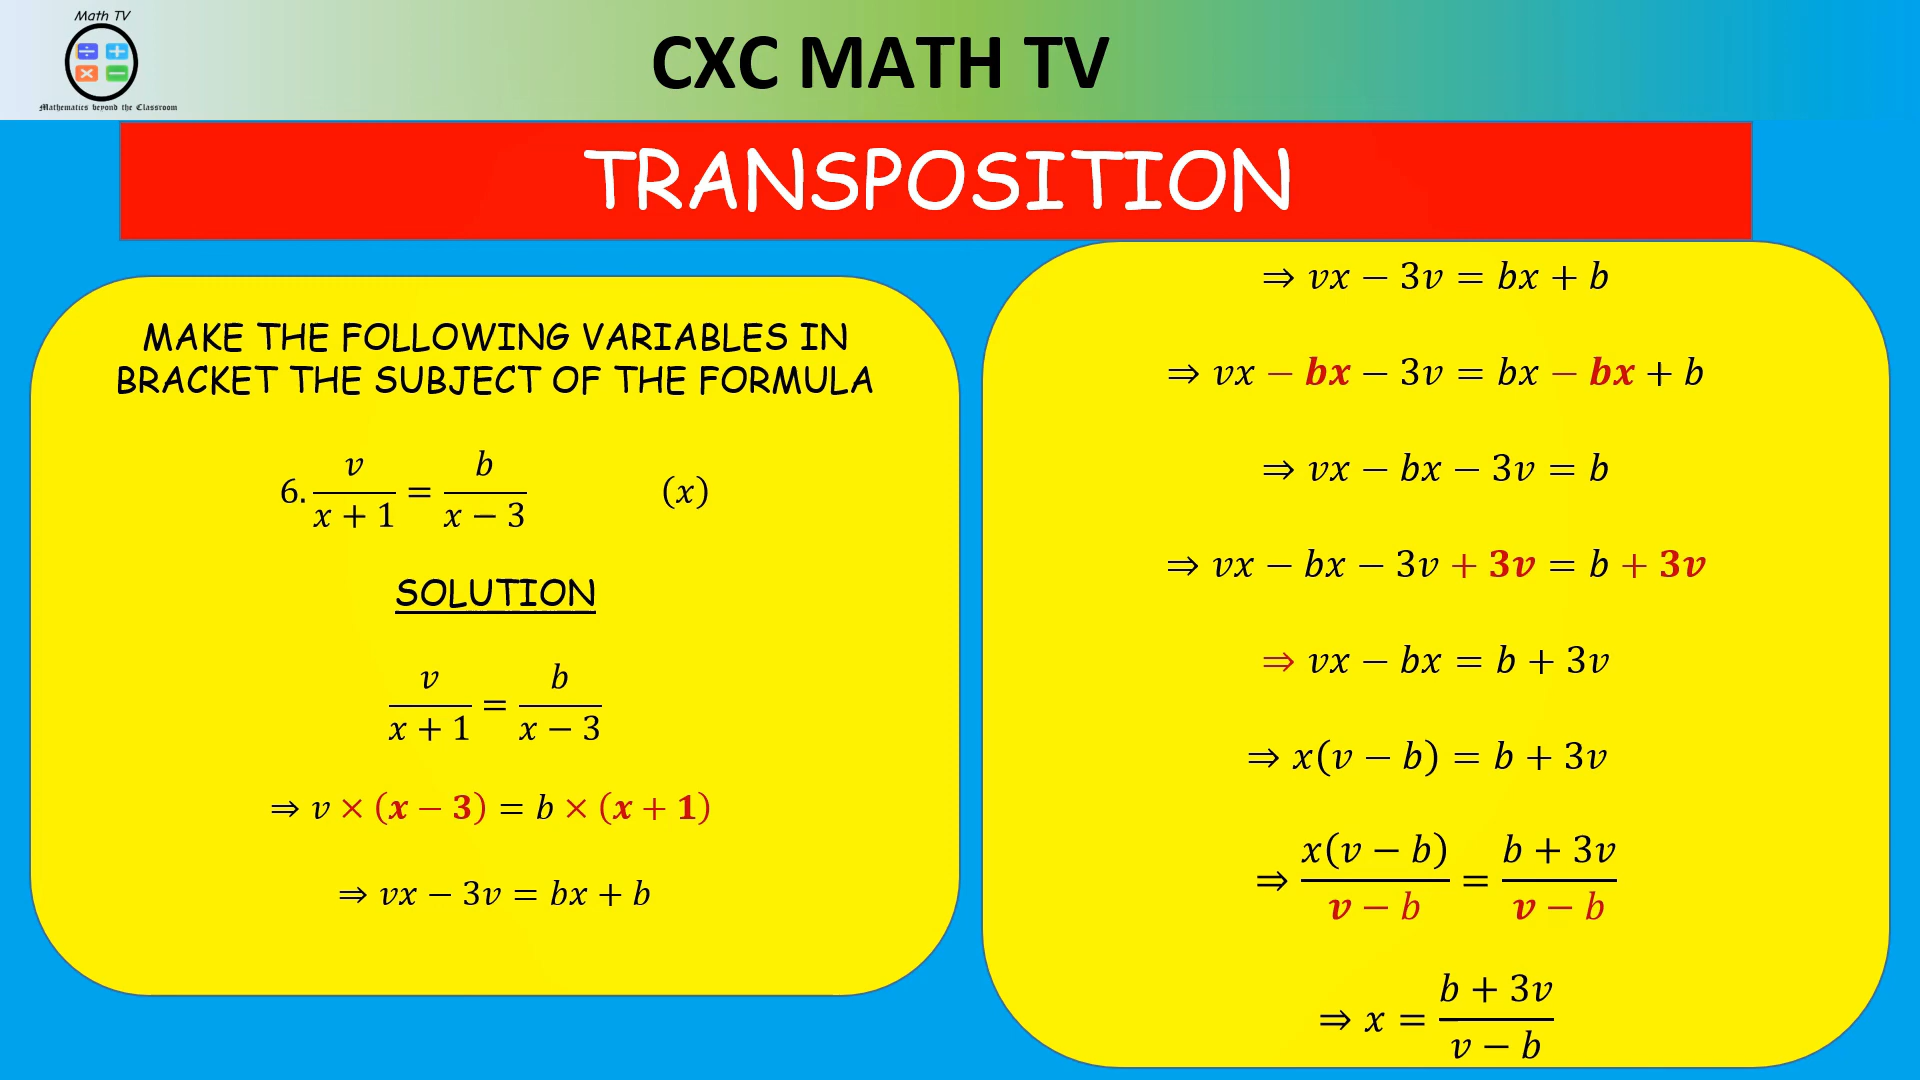 Math TV
Mathematics beyond the Classroom
CXC MATH TV
TRANSPOSITION
MAKE THE FOLLOWING VARIABLES IN
BRACKET THE SUBJECT OF THE FORMULA
6. v/(x + 1) = b/(x − 3) (x)
SOLUTION
v/(x + 1) = b/(x − 3)
⇒ v × (x − 3) = b × (x + 1)
⇒ vx − 3v = bx + b
⇒ vx − 3v = bx + b
⇒ vx − bx − 3v = bx − bx + b
⇒ vx − bx − 3v = b
⇒ vx − bx − 3v + 3v = b + 3v
⇒ vx − bx = b + 3v
⇒ x(v − b) = b + 3v
⇒ x(v − b)/(v − b) = (b + 3v)/(v − b)
⇒ x = (b + 3v)/(v − b)